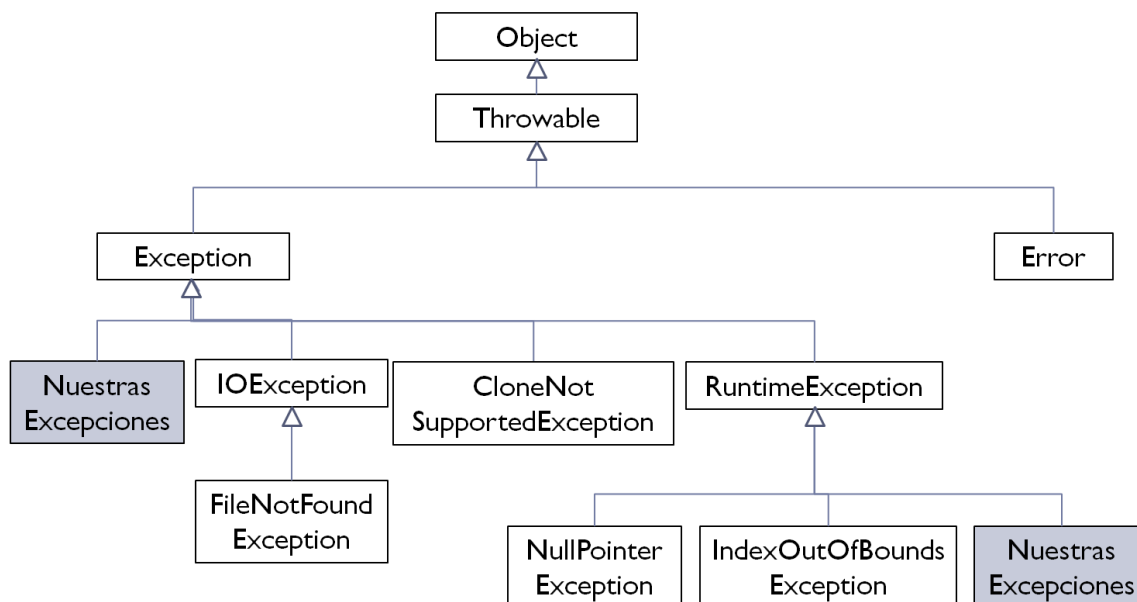 Object
Throwable
Exception
Error
Nuestras
Excepciones
IOException
CloneNot
SupportedException
RuntimeException
FileNotFound
Exception
NullPointer
Exception
IndexOutOfBounds
Exception
Nuestras
Excepciones